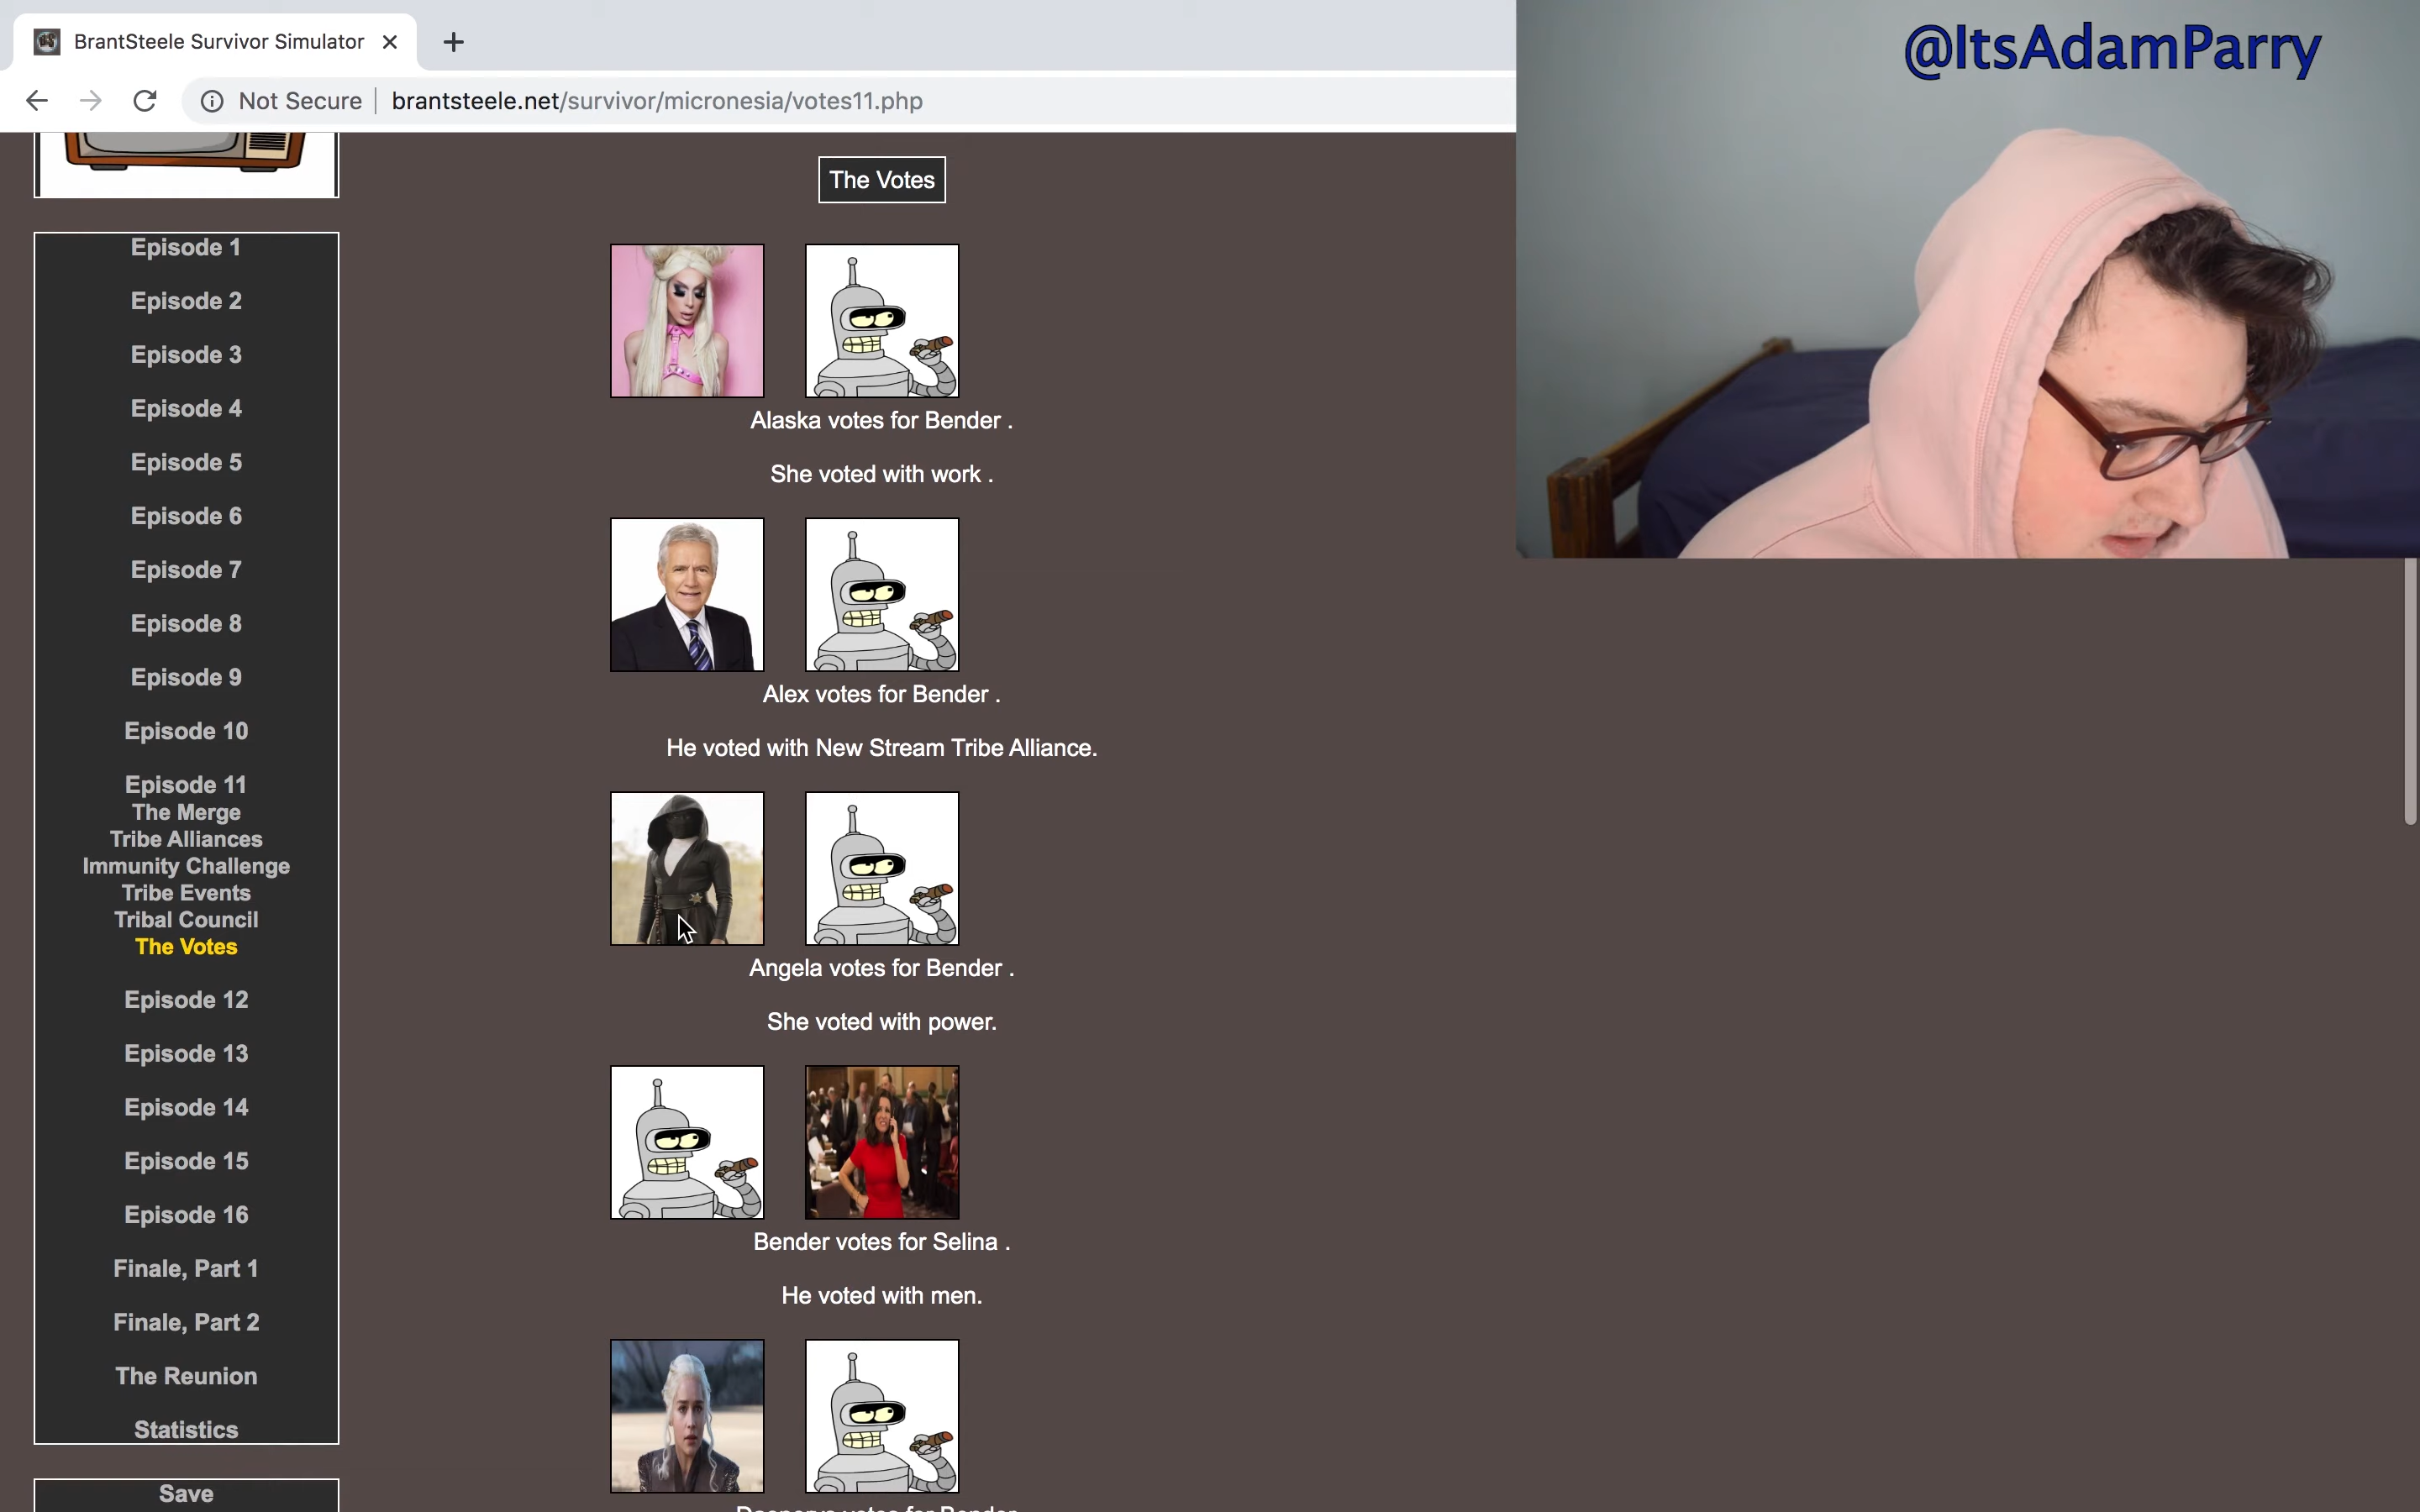 BrantSteele Survivor Simulator
@ItsAdamParry
Not Secure
brantsteele.net/survivor/micronesia/votes11.php
The Votes
Episode 1
Episode 2
Episode 3
Episode 4
Episode 5
Episode 6
Episode 7
Episode 8
Episode 9
Episode 10
Episode 11
The Merge
Tribe Alliances
Immunity Challenge
Tribe Events
Tribal Council
The Votes
Episode 12
Episode 13
Episode 14
Episode 15
Episode 16
Finale, Part 1
Finale, Part 2
The Reunion
Statistics
Save
Alaska votes for Bender .
She voted with work .
Alex votes for Bender .
He voted with New Stream Tribe Alliance.
Angela votes for Bender .
She voted with power.
Bender votes for Selina .
He voted with men.
votes for Bender